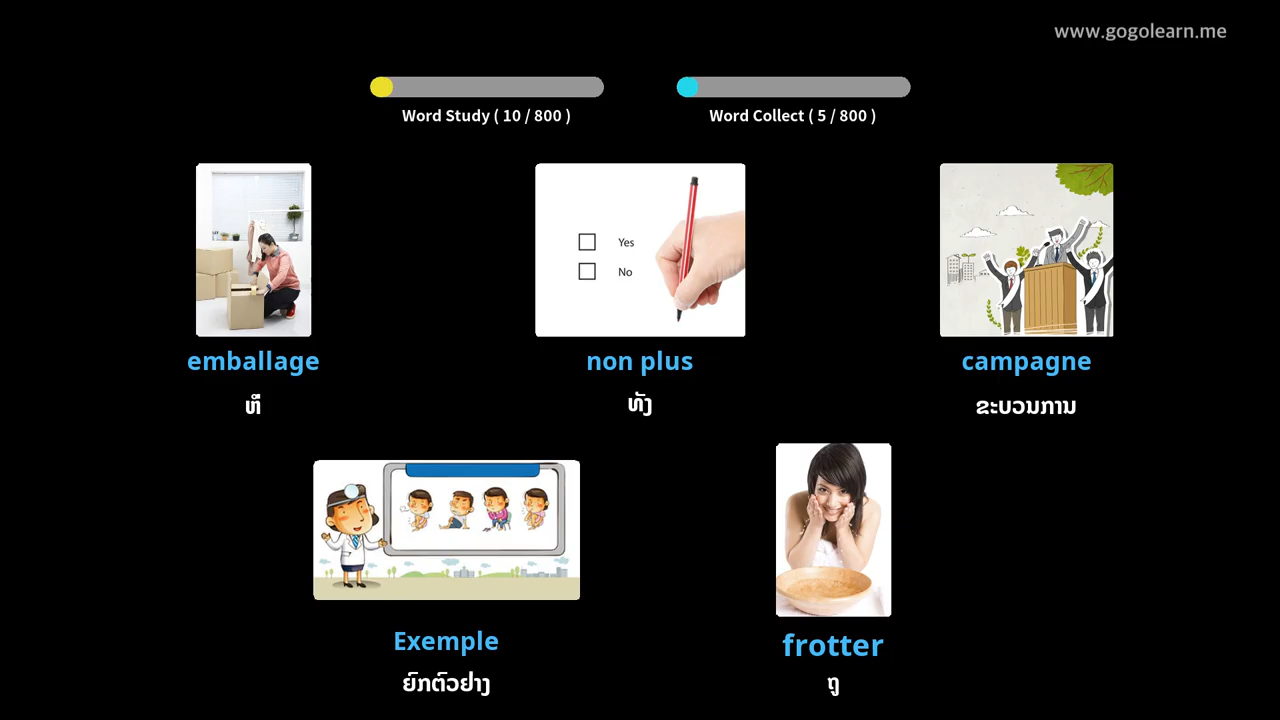 www.gogolearn.me
Word Study ( 10 / 800 )
Word Collect ( 5 / 800 )
Yes
No
emballage
non plus
campagne
ຫໍ່
ທັງ
ຂະບວນການ
Exemple
frotter
ຍົກຕົວຢ່າງ
ຖູ